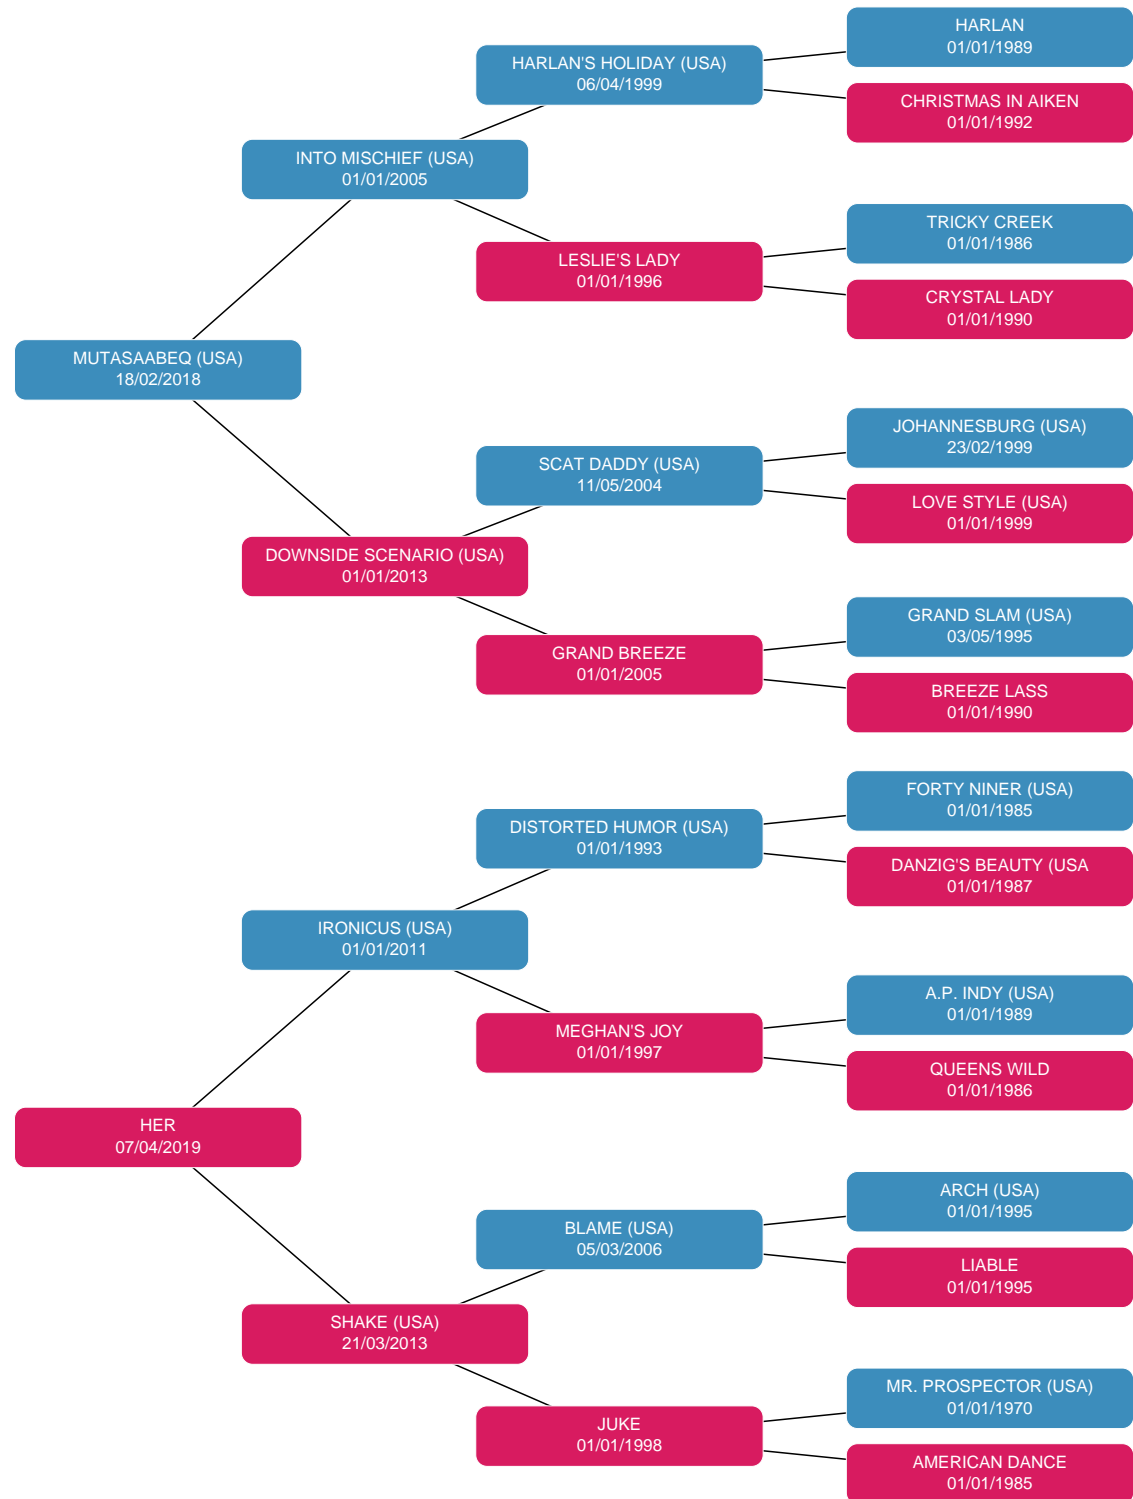 HARLAN
01/01/1989
HARLAN'S HOLIDAY (USA)
06/04/1999
CHRISTMAS IN AIKEN
01/01/1992
INTO MISCHIEF (USA)
01/01/2005
TRICKY CREEK
01/01/1986
LESLIE'S LADY
01/01/1996
CRYSTAL LADY
01/01/1990
MUTASAABEQ (USA)
18/02/2018
JOHANNESBURG (USA)
23/02/1999
SCAT DADDY (USA)
11/05/2004
LOVE STYLE (USA)
01/01/1999
DOWNSIDE SCENARIO (USA)
01/01/2013
GRAND SLAM (USA)
03/05/1995
GRAND BREEZE
01/01/2005
BREEZE LASS
01/01/1990
FORTY NINER (USA)
01/01/1985
DISTORTED HUMOR (USA)
01/01/1993
DANZIG'S BEAUTY (USA
01/01/1987
IRONICUS (USA)
01/01/2011
A.P. INDY (USA)
01/01/1989
MEGHAN'S JOY
01/01/1997
QUEENS WILD
01/01/1986
HER
07/04/2019
ARCH (USA)
01/01/1995
BLAME (USA)
05/03/2006
LIABLE
01/01/1995
SHAKE (USA)
21/03/2013
MR. PROSPECTOR (USA)
01/01/1970
JUKE
01/01/1998
AMERICAN DANCE
01/01/1985